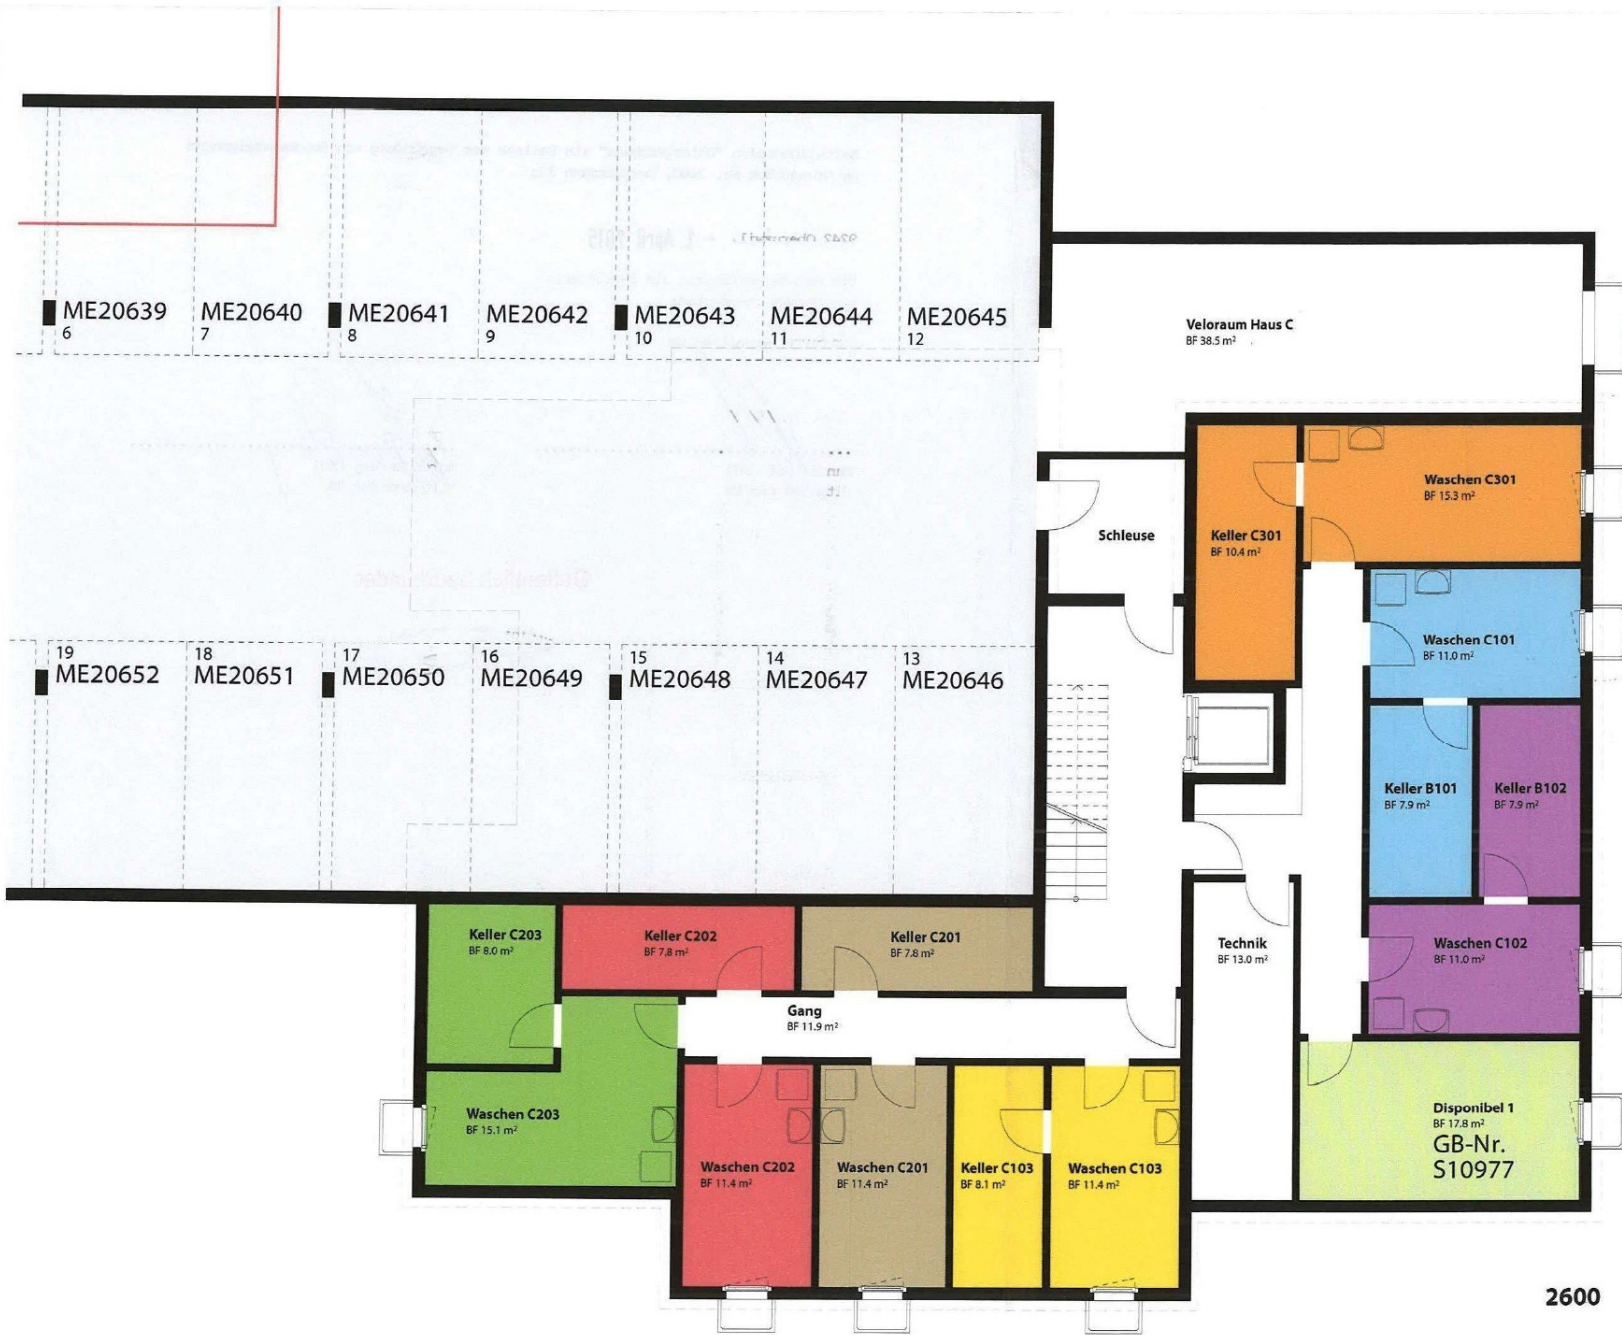 ME20639
6
ME20640
7
ME20641
8
ME20642
9
ME20643
10
ME20644
11
ME20645
12
Veloraum Haus C
BF 38.5 m²
Schleuse
Keller C301
BF 10.4 m²
Waschen C301
BF 15.3 m²
Waschen C101
BF 11.0 m²
19
ME20652
18
ME20651
17
ME20650
16
ME20649
15
ME20648
14
ME20647
13
ME20646
Keller B101
BF 7.9 m²
Keller B102
BF 7.9 m²
Keller C203
BF 8.0 m²
Keller C202
BF 7.8 m²
Keller C201
BF 7.8 m²
Technik
BF 13.0 m²
Waschen C102
BF 11.0 m²
Gang
BF 11.9 m²
Waschen C203
BF 15.1 m²
Waschen C202
BF 11.4 m²
Waschen C201
BF 11.4 m²
Keller C103
BF 8.1 m²
Waschen C103
BF 11.4 m²
Disponibel 1
BF 17.8 m²
GB-Nr.
S10977
2600